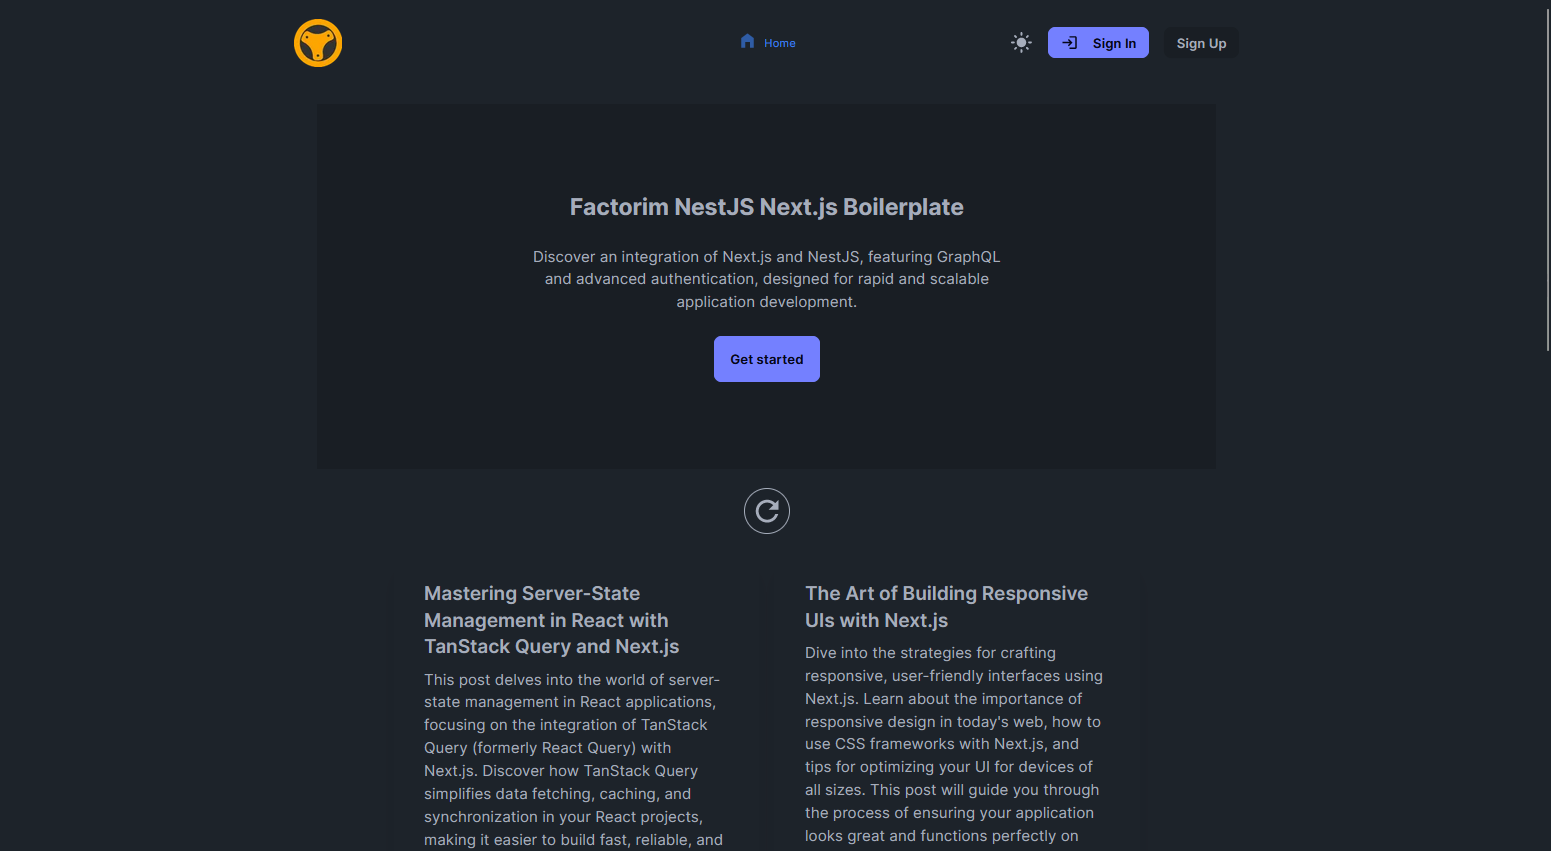 Home
Sign In
Sign Up
Factorim NestJS Next.js Boilerplate
Discover an integration of Next.js and NestJS, featuring GraphQL
and advanced authentication, designed for rapid and scalable
application development.
Get started
Mastering Server-State
Management in React with
TanStack Query and Next.js
This post delves into the world of server-
state management in React applications,
focusing on the integration of TanStack
Query (formerly React Query) with
Next.js. Discover how TanStack Query
simplifies data fetching, caching, and
synchronization in your React projects,
making it easier to build fast, reliable, and
The Art of Building Responsive
UIs with Next.js
Dive into the strategies for crafting
responsive, user-friendly interfaces using
Next.js. Learn about the importance of
responsive design in today's web, how to
use CSS frameworks with Next.js, and
tips for optimizing your UI for devices of
all sizes. This post will guide you through
the process of ensuring your application
looks great and functions perfectly on